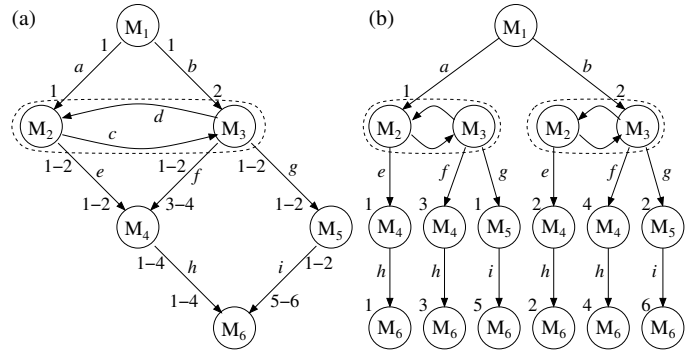 (a)
M1
1 1
a b
1 2
d
M2 M3
c
1−2 1−2 1−2
e f g
1−2 3−4 1−2
M4 M5
1−4 1−2
h i
1−4 5−6
M6
(b)
M1
a b
1 2
M2 M3 M2 M3
e f g e f g
1 3 1 2 4 2
M4 M4 M5 M4 M4 M5
h h i h h i
1 3 5 2 4 6
M6 M6 M6 M6 M6 M6